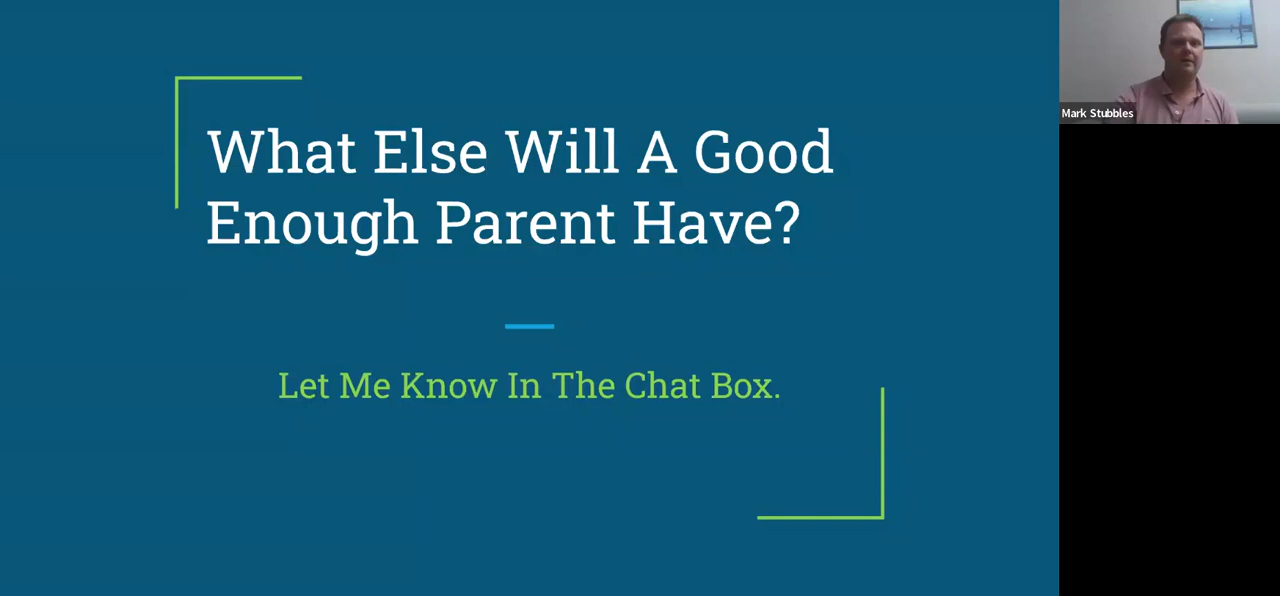 What Else Will A Good
Enough Parent Have?
Let Me Know In The Chat Box.
Mark Stubbles